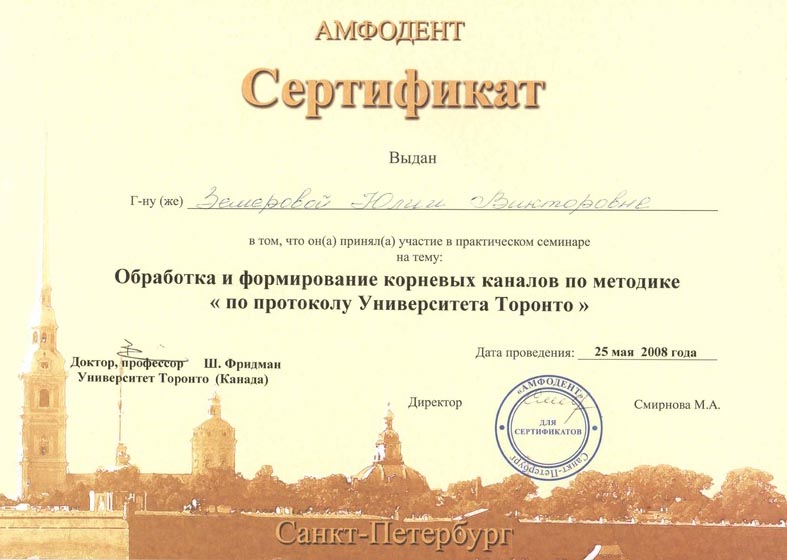 АМФОДЕНТ
Сертификат
Выдан
Г-ну (же) Земеровой Юлии Викторовне
в том, что он(а) принял(а) участие в практическом семинаре
на тему:
Обработка и формирование корневых каналов по методике
« по протоколу Университета Торонто »
Дата проведения: 25 мая 2008 года
Доктор, профессор Ш. Фридман
Университет Торонто (Канада)
Директор
Смирнова М.А.
«АМФОДЕНТ»
ДЛЯ
СЕРТИФИКАТОВ
Санкт-Петербург
Санкт-Петербург